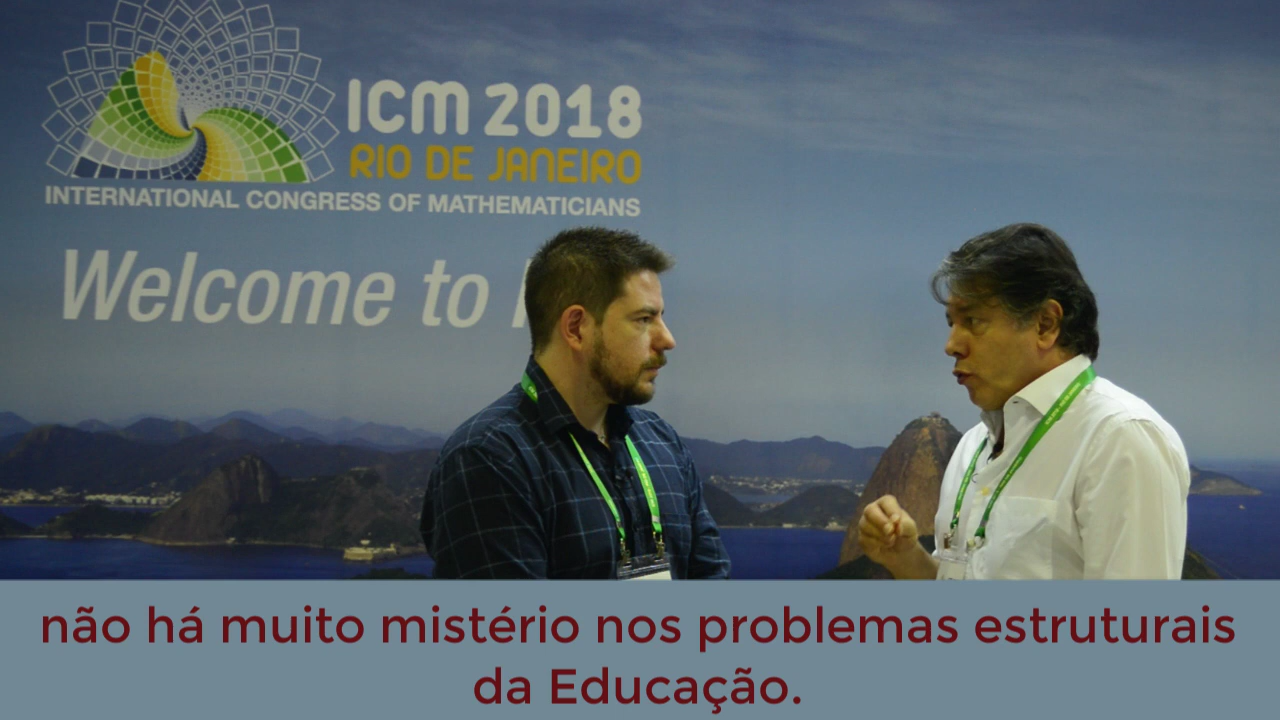 ICM 2018
RIO DE JANEIRO
INTERNATIONAL CONGRESS OF MATHEMATICIANS
Welcome to
não há muito mistério nos problemas estruturais
da Educação.